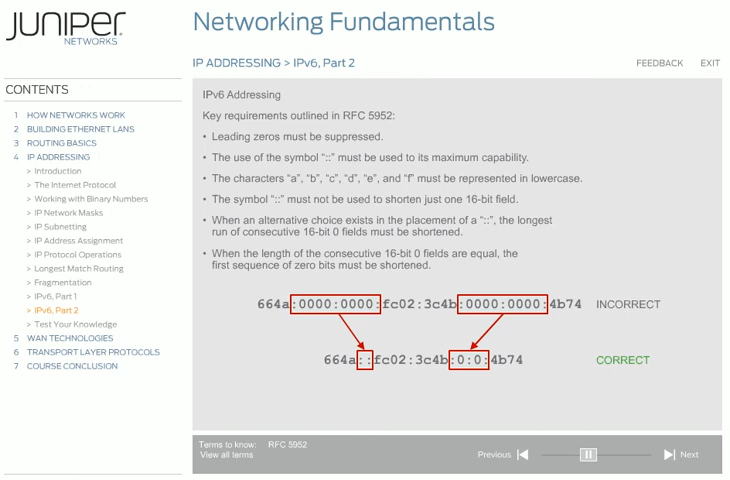 JUNIPER
NETWORKS
Networking Fundamentals
IP ADDRESSING > IPv6, Part 2
FEEDBACK
EXIT
CONTENTS
1 HOW NETWORKS WORK
2 BUILDING ETHERNET LANS
3 ROUTING BASICS
4 IP ADDRESSING
> Introduction
> The Internet Protocol
> Working with Binary Numbers
> IP Network Masks
> IP Subnetting
> IP Address Assignment
> IP Protocol Operations
> Longest Match Routing
> Fragmentation
> IPv6, Part 1
> IPv6, Part 2
> Test Your Knowledge
5 WAN TECHNOLOGIES
6 TRANSPORT LAYER PROTOCOLS
7 COURSE CONCLUSION
IPv6 Addressing
Key requirements outlined in RFC 5952:
• Leading zeros must be suppressed.
• The use of the symbol "::" must be used to its maximum capability.
• The characters "a", "b", "c", "d", "e", and "f" must be represented in lowercase.
• The symbol "::" must not be used to shorten just one 16-bit field.
• When an alternative choice exists in the placement of a "::", the longest
run of consecutive 16-bit 0 fields must be shortened.
• When the length of the consecutive 16-bit 0 fields are equal, the
first sequence of zero bits must be shortened.
664a:0000:0000:fc02:3c4b:0000:0000:4b74 INCORRECT
664a::fc02:3c4b:0:0:4b74 CORRECT
Terms to know: RFC 5952
View all terms
Previous
Next